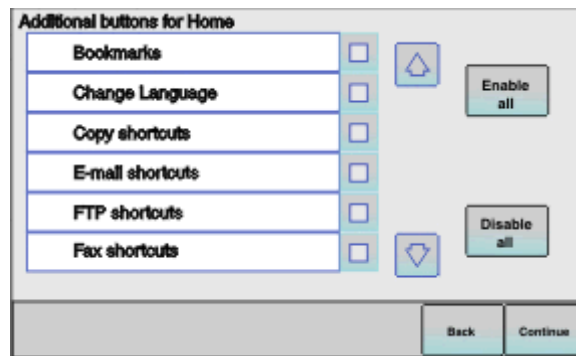 Additional buttons for Home
Bookmarks
Change Language
Copy shortcuts
E-mail shortcuts
FTP shortcuts
Fax shortcuts
Enable
all
Disable
all
Back
Continue